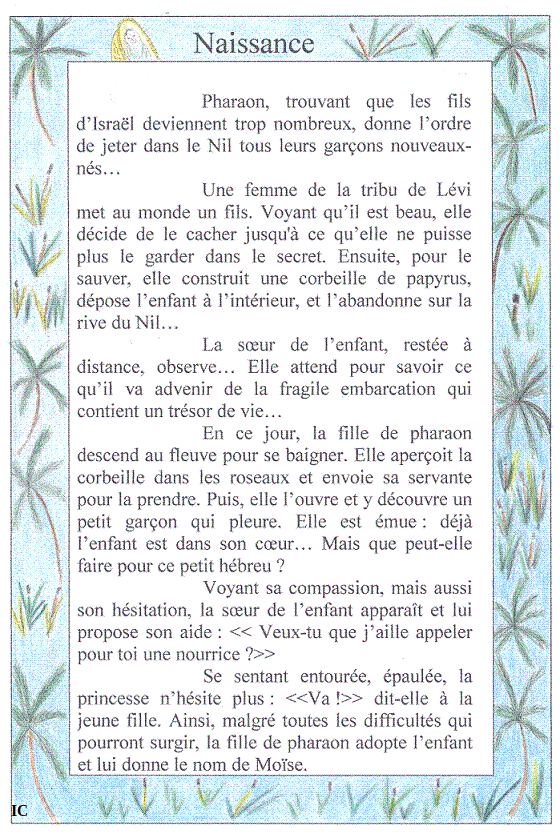 Naissance
Pharaon, trouvant que les fils
d’Israël deviennent trop nombreux, donne l’ordre
de jeter dans le Nil tous leurs garçons nouveaux-
nés…
Une femme de la tribu de Lévi
met au monde un fils. Voyant qu’il est beau, elle
décide de le cacher jusqu'à ce qu’elle ne puisse
plus le garder dans le secret. Ensuite, pour le
sauver, elle construit une corbeille de papyrus,
dépose l’enfant à l’intérieur, et l’abandonne sur la
rive du Nil…
La sœur de l’enfant, restée à
distance, observe… Elle attend pour savoir ce
qu’il va advenir de la fragile embarcation qui
contient un trésor de vie…
En ce jour, la fille de pharaon
descend au fleuve pour se baigner. Elle aperçoit la
corbeille dans les roseaux et envoie sa servante
pour la prendre. Puis, elle l’ouvre et y découvre un
petit garçon qui pleure. Elle est émue : déjà
l’enfant est dans son cœur… Mais que peut-elle
faire pour ce petit hébreu ?
Voyant sa compassion, mais aussi
son hésitation, la sœur de l’enfant apparaît et lui
propose son aide : << Veux-tu que j’aille appeler
pour toi une nourrice ?>>
Se sentant entourée, épaulée, la
princesse n’hésite plus : <<Va !>> dit-elle à la
jeune fille. Ainsi, malgré toutes les difficultés qui
pourront surgir, la fille de pharaon adopte l’enfant
et lui donne le nom de Moïse.
IC